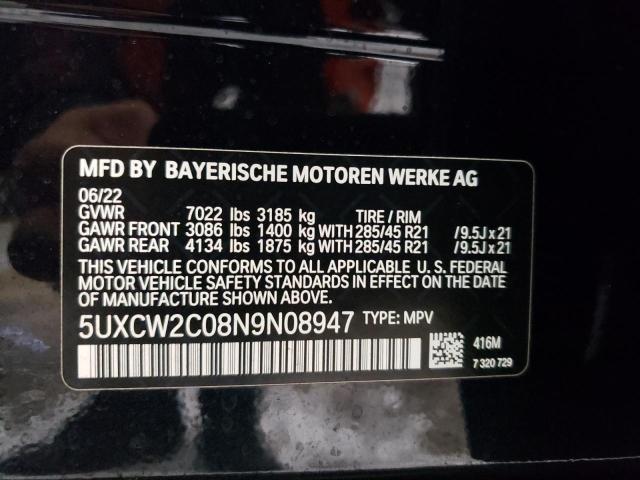 MFD BY BAYERISCHE MOTOREN WERKE AG
06/22
GVWR 7022 lbs 3185 kg TIRE / RIM
GAWR FRONT 3086 lbs 1400 kg WITH 285/45 R21 /9.5J x 21
GAWR REAR 4134 lbs 1875 kg WITH 285/45 R21 /9.5J x 21
THIS VEHICLE CONFORMS TO ALL APPLICABLE U. S. FEDERAL
MOTOR VEHICLE SAFETY STANDARDS IN EFFECT ON THE DATE
OF MANUFACTURE SHOWN ABOVE.
5UXCW2C08N9N08947 TYPE: MPV
416M
7 320 729